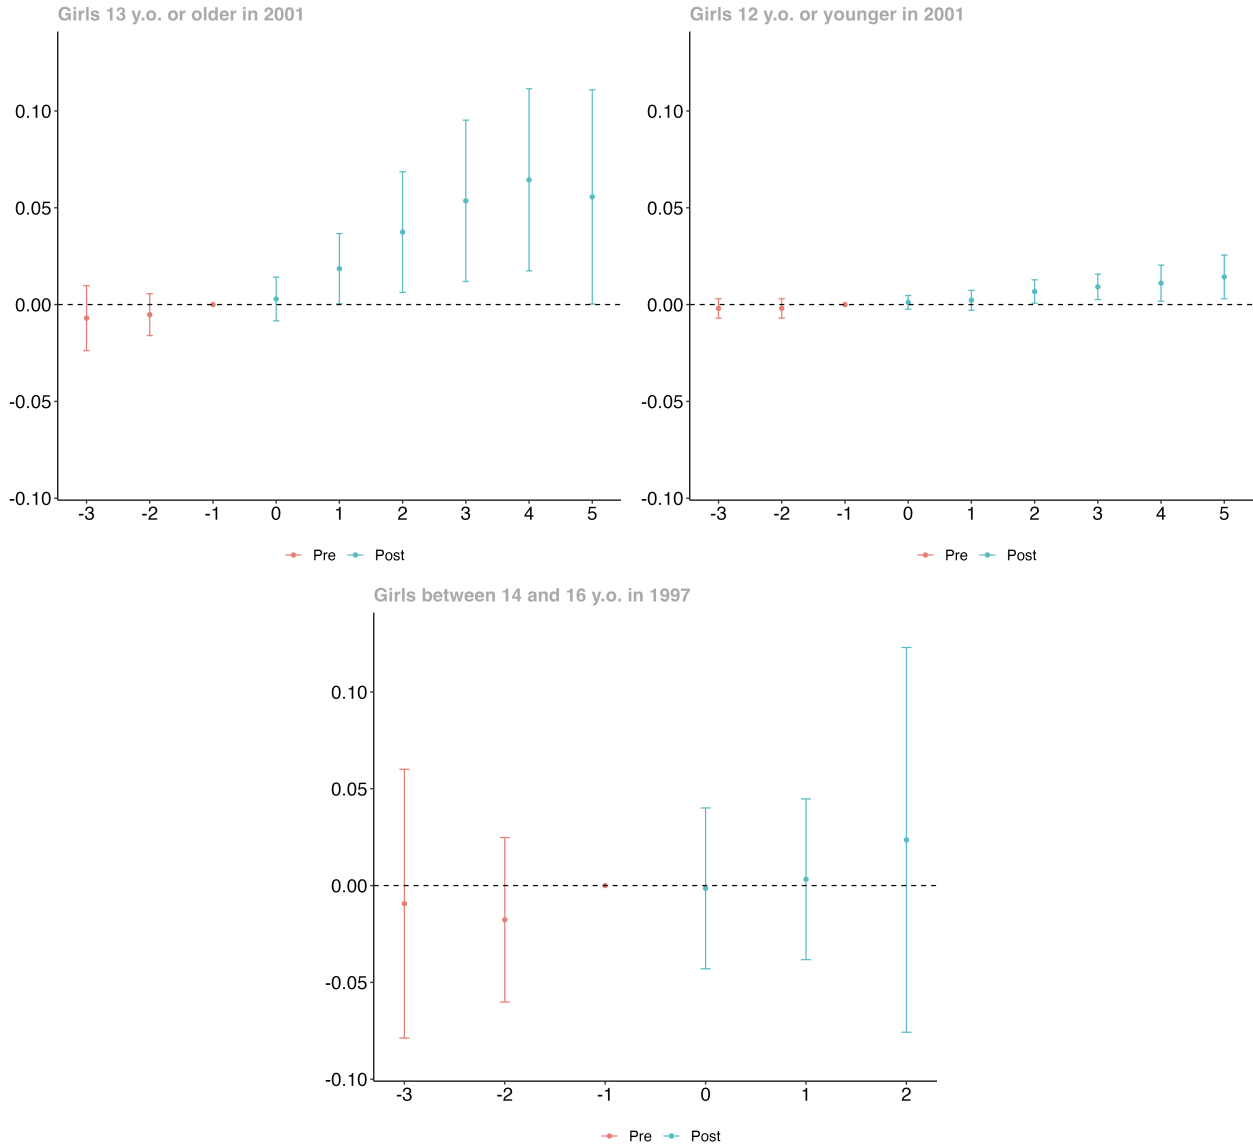 Girls 13 y.o. or older in 2001
0.10
0.05
0.00
-0.05
-0.10
-3 -2 -1 0 1 2 3 4 5
Pre Post
Girls 12 y.o. or younger in 2001
0.10
0.05
0.00
-0.05
-0.10
-3 -2 -1 0 1 2 3 4 5
Pre Post
Girls between 14 and 16 y.o. in 1997
0.10
0.05
0.00
-0.05
-0.10
-3 -2 -1 0 1 2
Pre Post